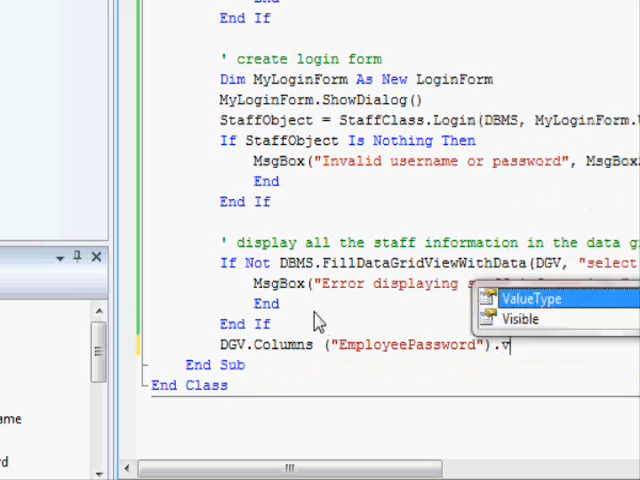 End If
' create login form
Dim MyLoginForm As New LoginForm
MyLoginForm.ShowDialog()
StaffObject = StaffClass.Login(DBMS, MyLoginForm.
If StaffObject Is Nothing Then
MsgBox("Invalid username or password", MsgBox
End
End If
' display all the staff information in the data
If Not DBMS.FillDataGridViewWithData(DGV, "select
MsgBox("Error displaying
ValueType
End
Visible
End If
DGV.Columns ("EmployeePassword").v
End Sub
End Class
ame
d